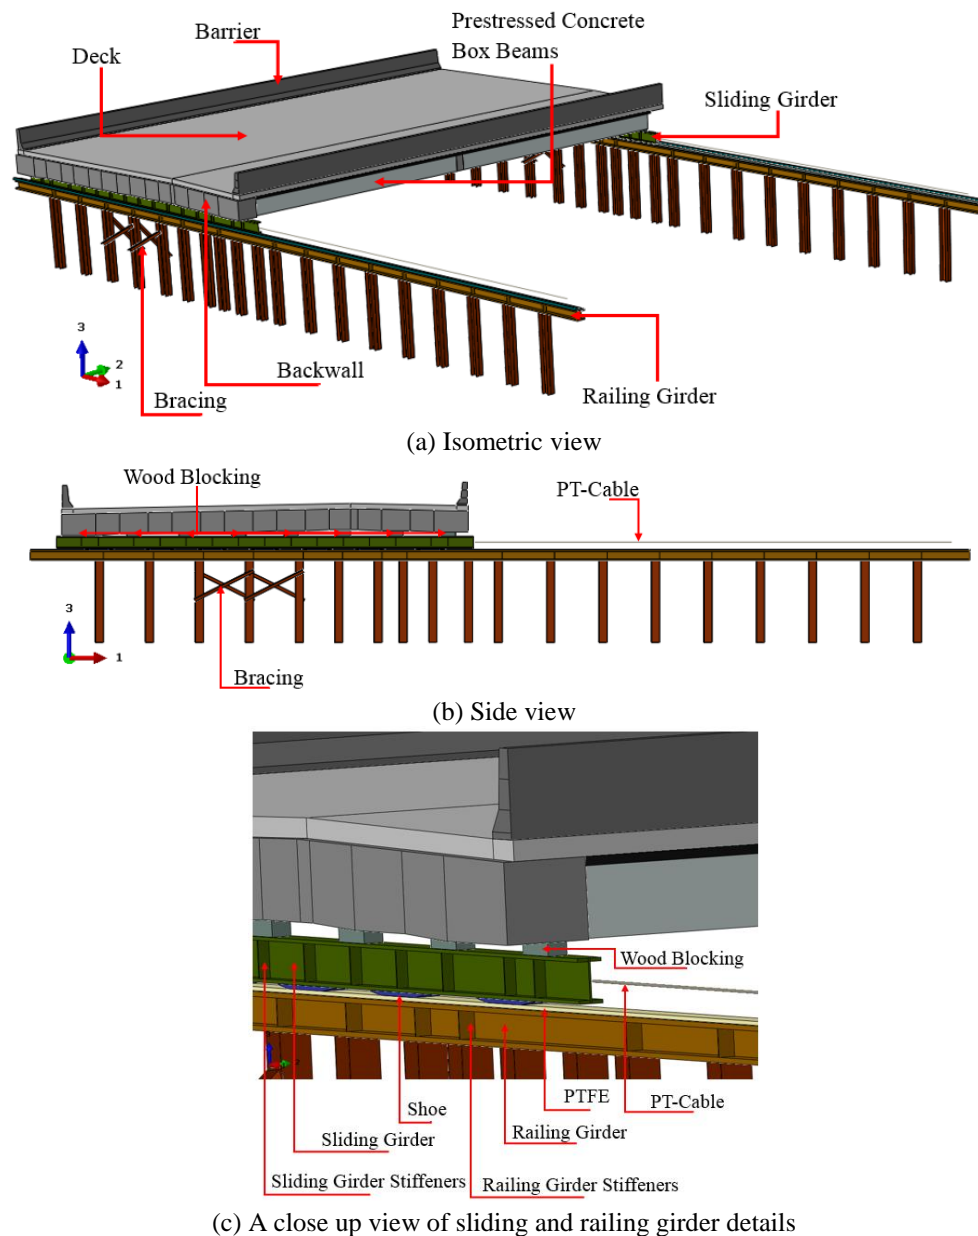 Barrier
Deck
Prestressed Concrete
Box Beams
Sliding Girder
3
2
1
Bracing
Backwall
Railing Girder
(a) Isometric view
Wood Blocking
PT-Cable
3
1
Bracing
(b) Side view
Wood Blocking
PTFE
PT-Cable
Shoe
Railing Girder
Sliding Girder
Sliding Girder Stiffeners
Railing Girder Stiffeners
(c) A close up view of sliding and railing girder details